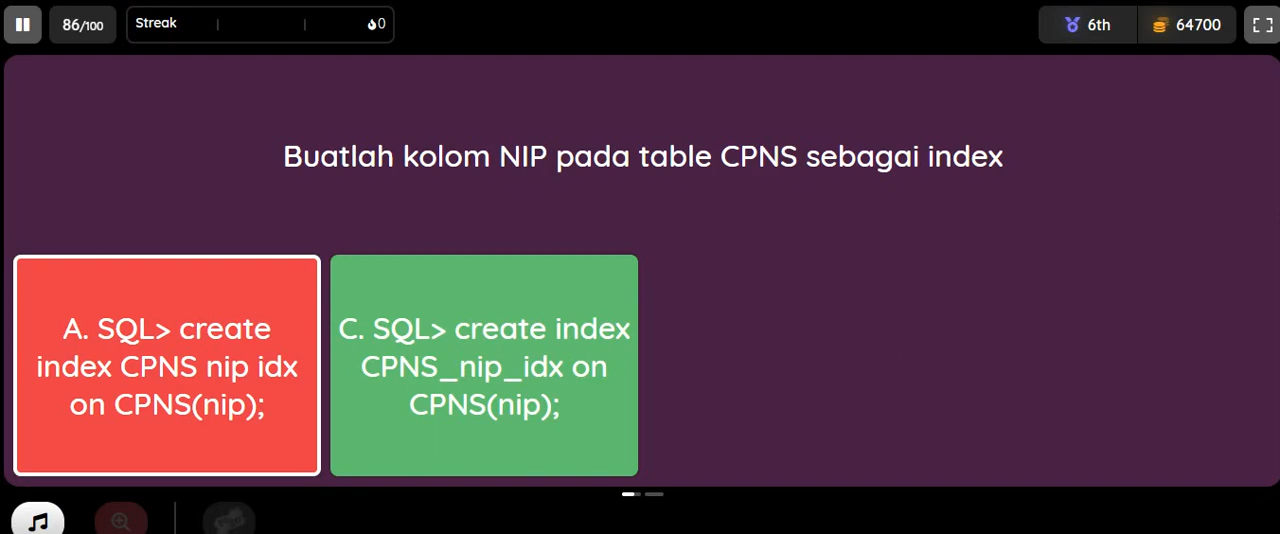 86/100
Streak
0
6th
64700
Buatlah kolom NIP pada table CPNS sebagai index
A. SQL> create
index CPNS nip idx
on CPNS(nip);
C. SQL> create index
CPNS_nip_idx on
CPNS(nip);